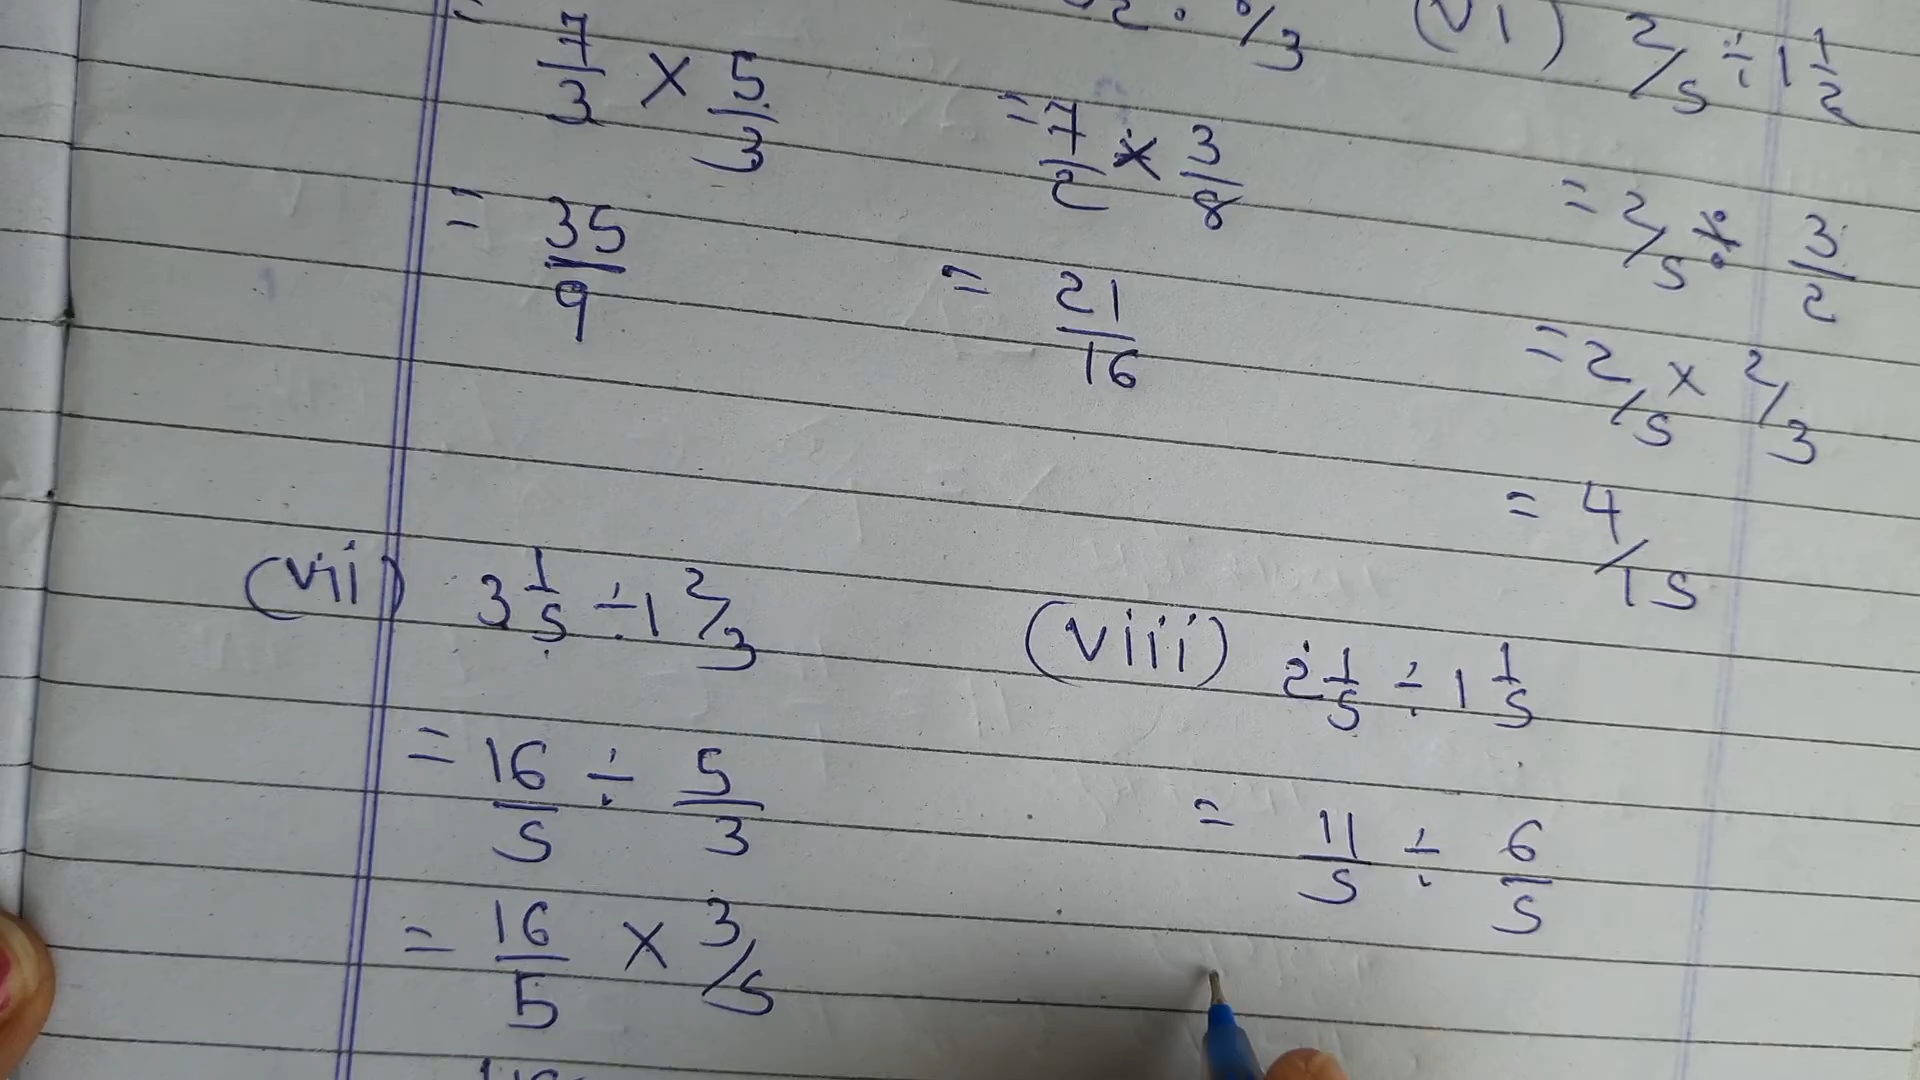 7/3 × 5/3
= 35/9
= 7/2 × 3/8
= 21/16
(vi) 2/5 ÷ 1 1/2
= 2/5 ÷ 3/2
= 2/5 × 2/3
= 4/15
(vii) 3 1/5 ÷ 1 2/3
= 16/5 ÷ 5/3
= 16/5 × 3/5
(viii) 2 1/5 ÷ 1 1/5
= 11/5 ÷ 6/5